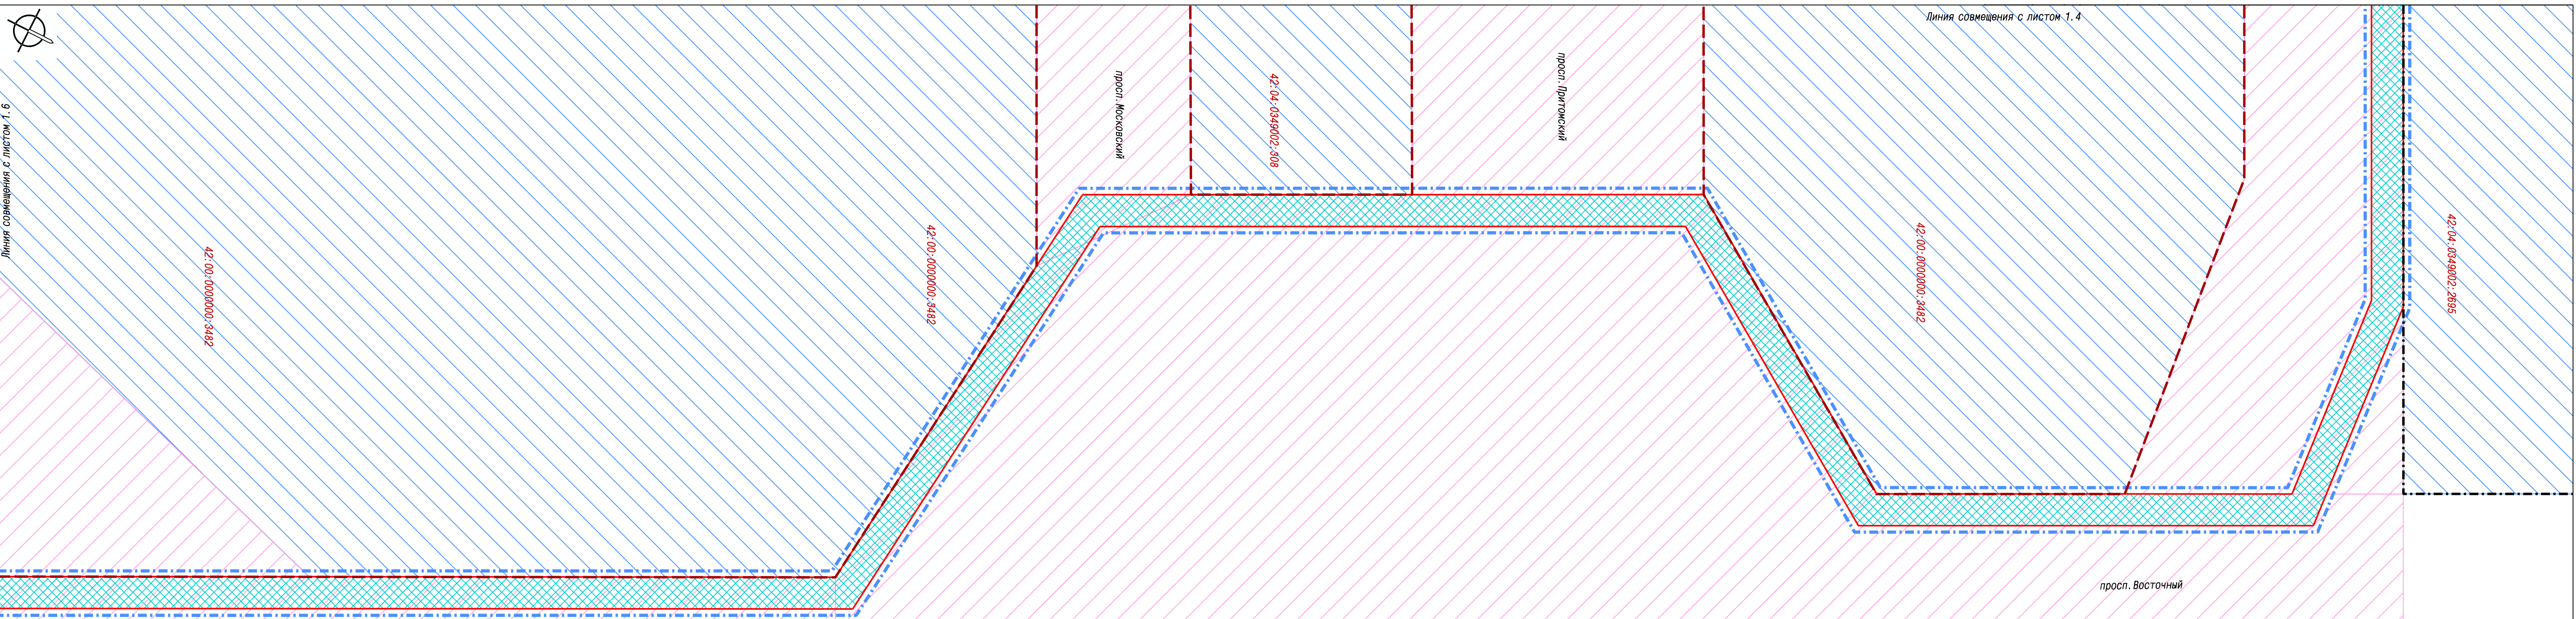 Линия совмещения с листом 1.4
Линия совмещения с листом 1.6
42:00:0000000:3482
42:00:0000000:3482
просп.Московский
42:04:0349002:308
просп.Притомский
42:00:0000000:3482
42:04:0349002:2695
просп.Восточный